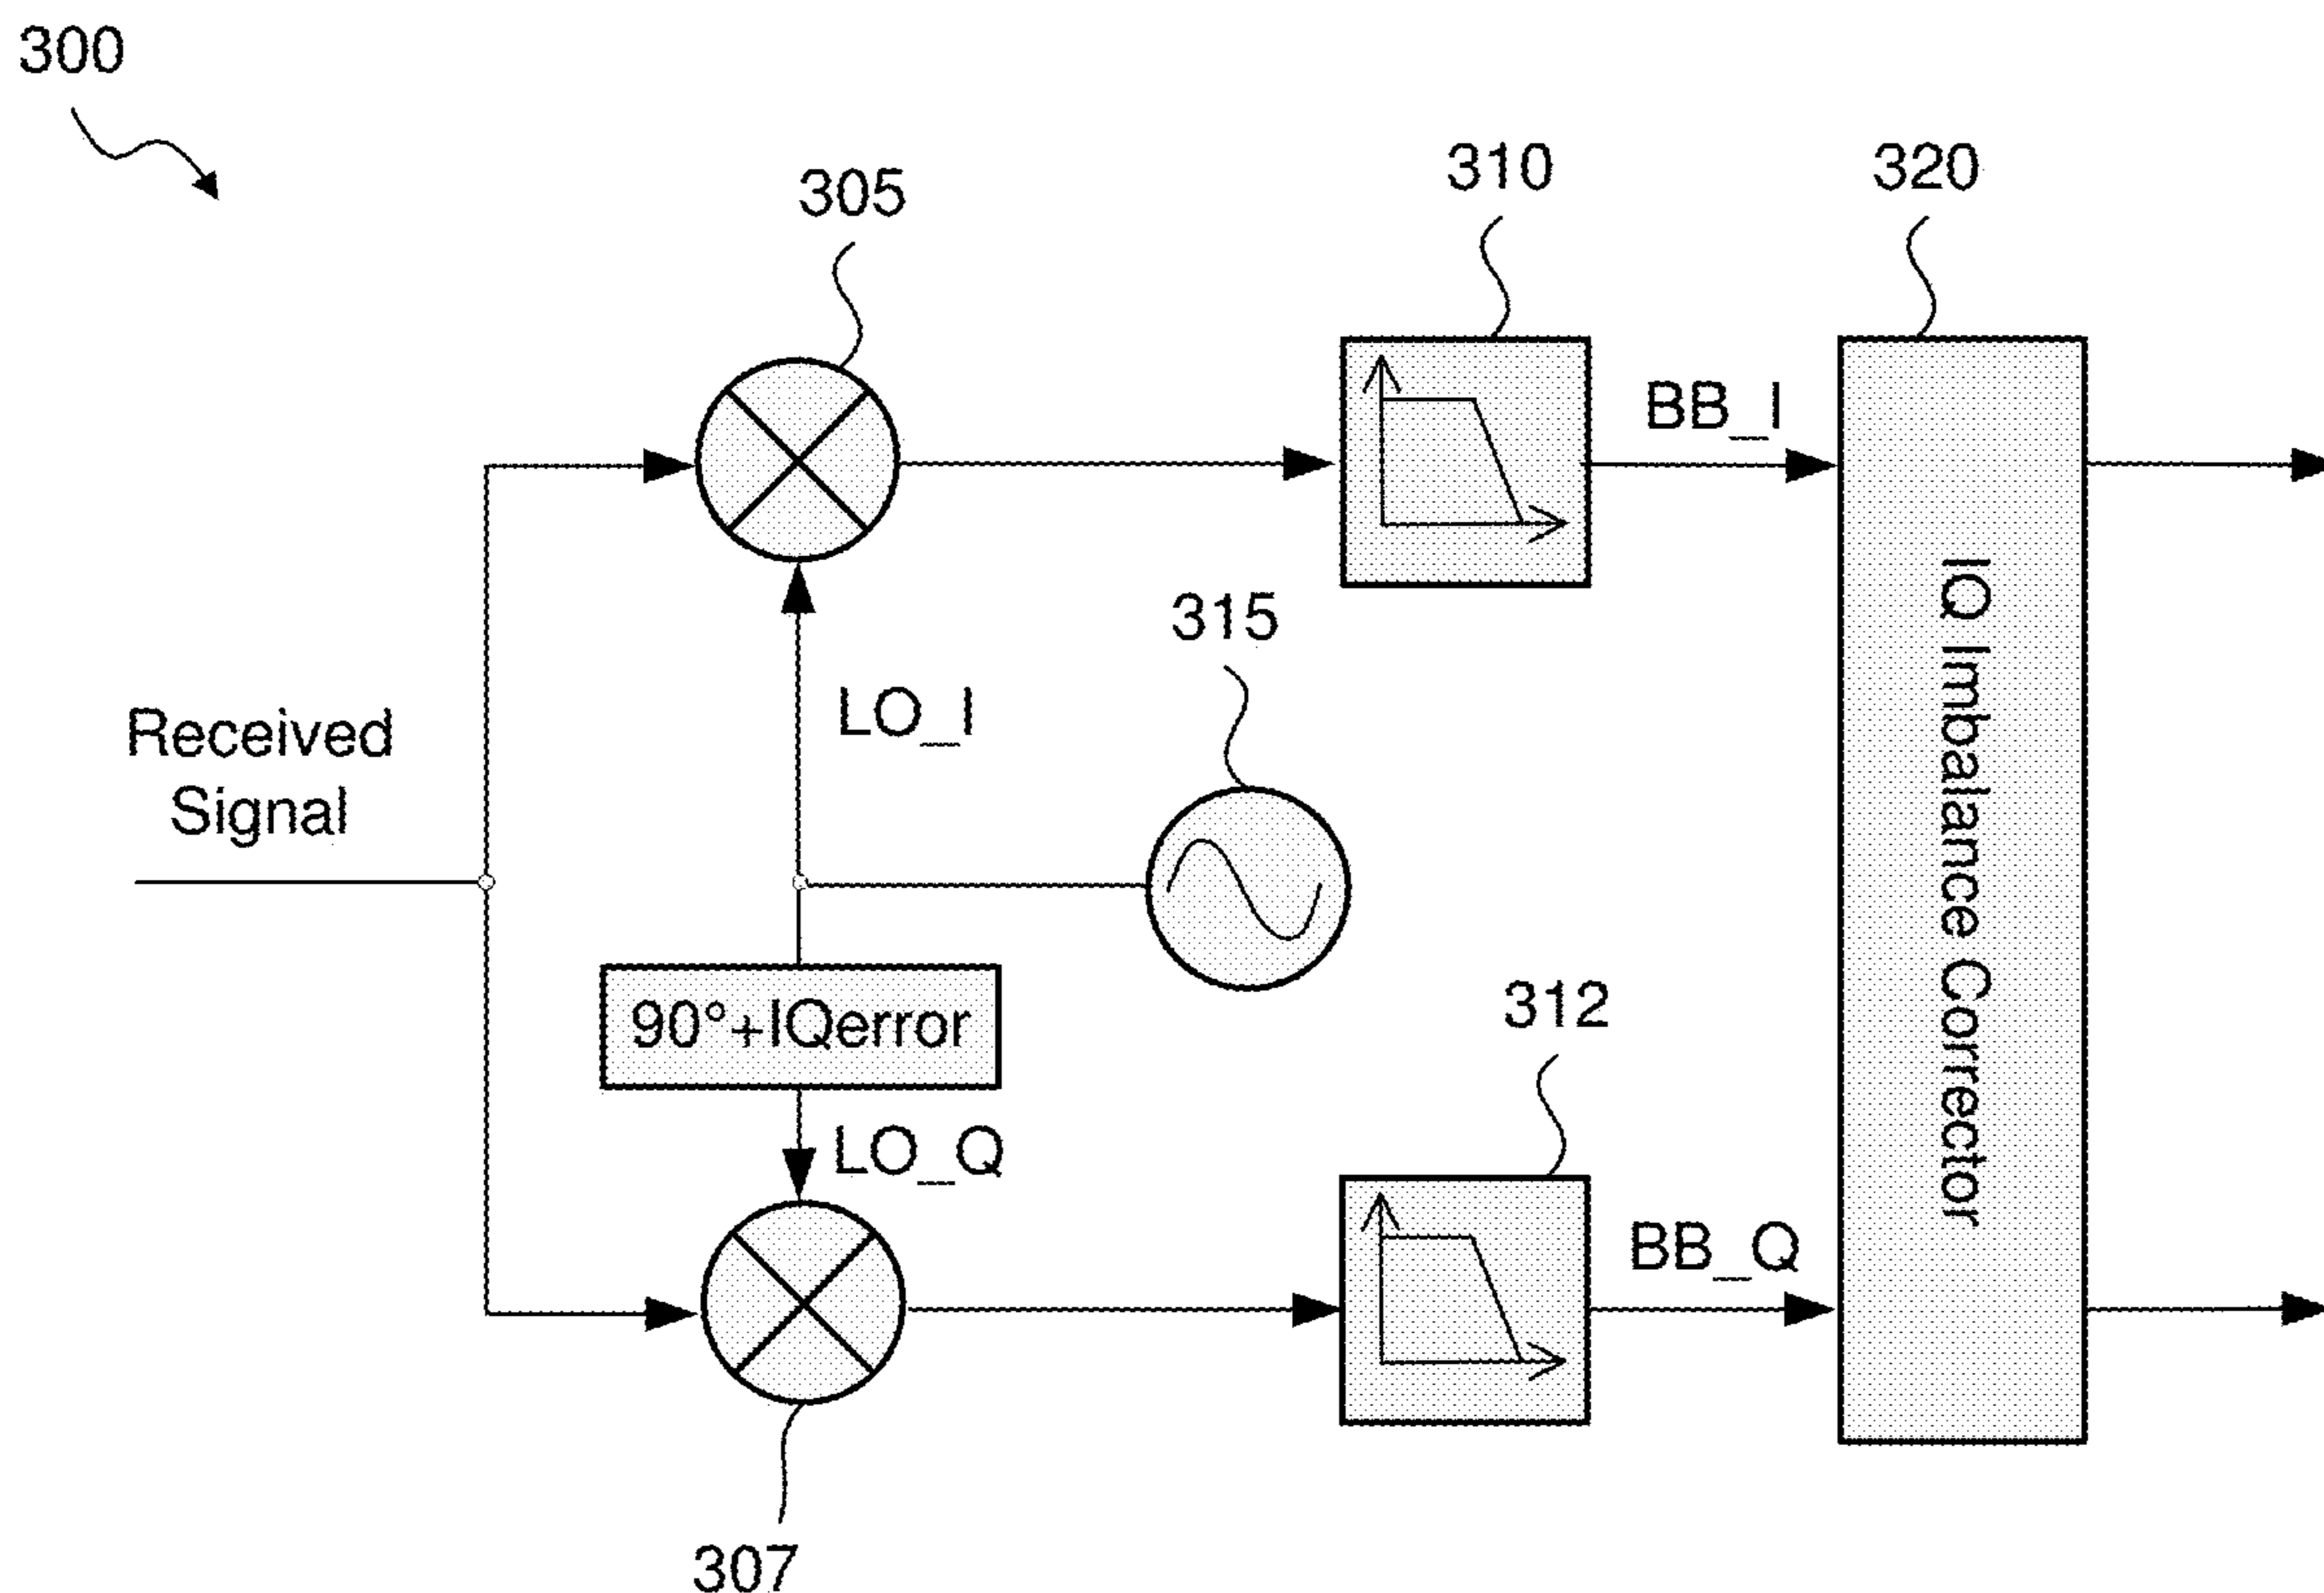 300
305
310
320
BB_I
315
LO_I
Received
Signal
IQ Imbalance Corrector
90°+IQerror
312
LO_Q
BB_Q
307